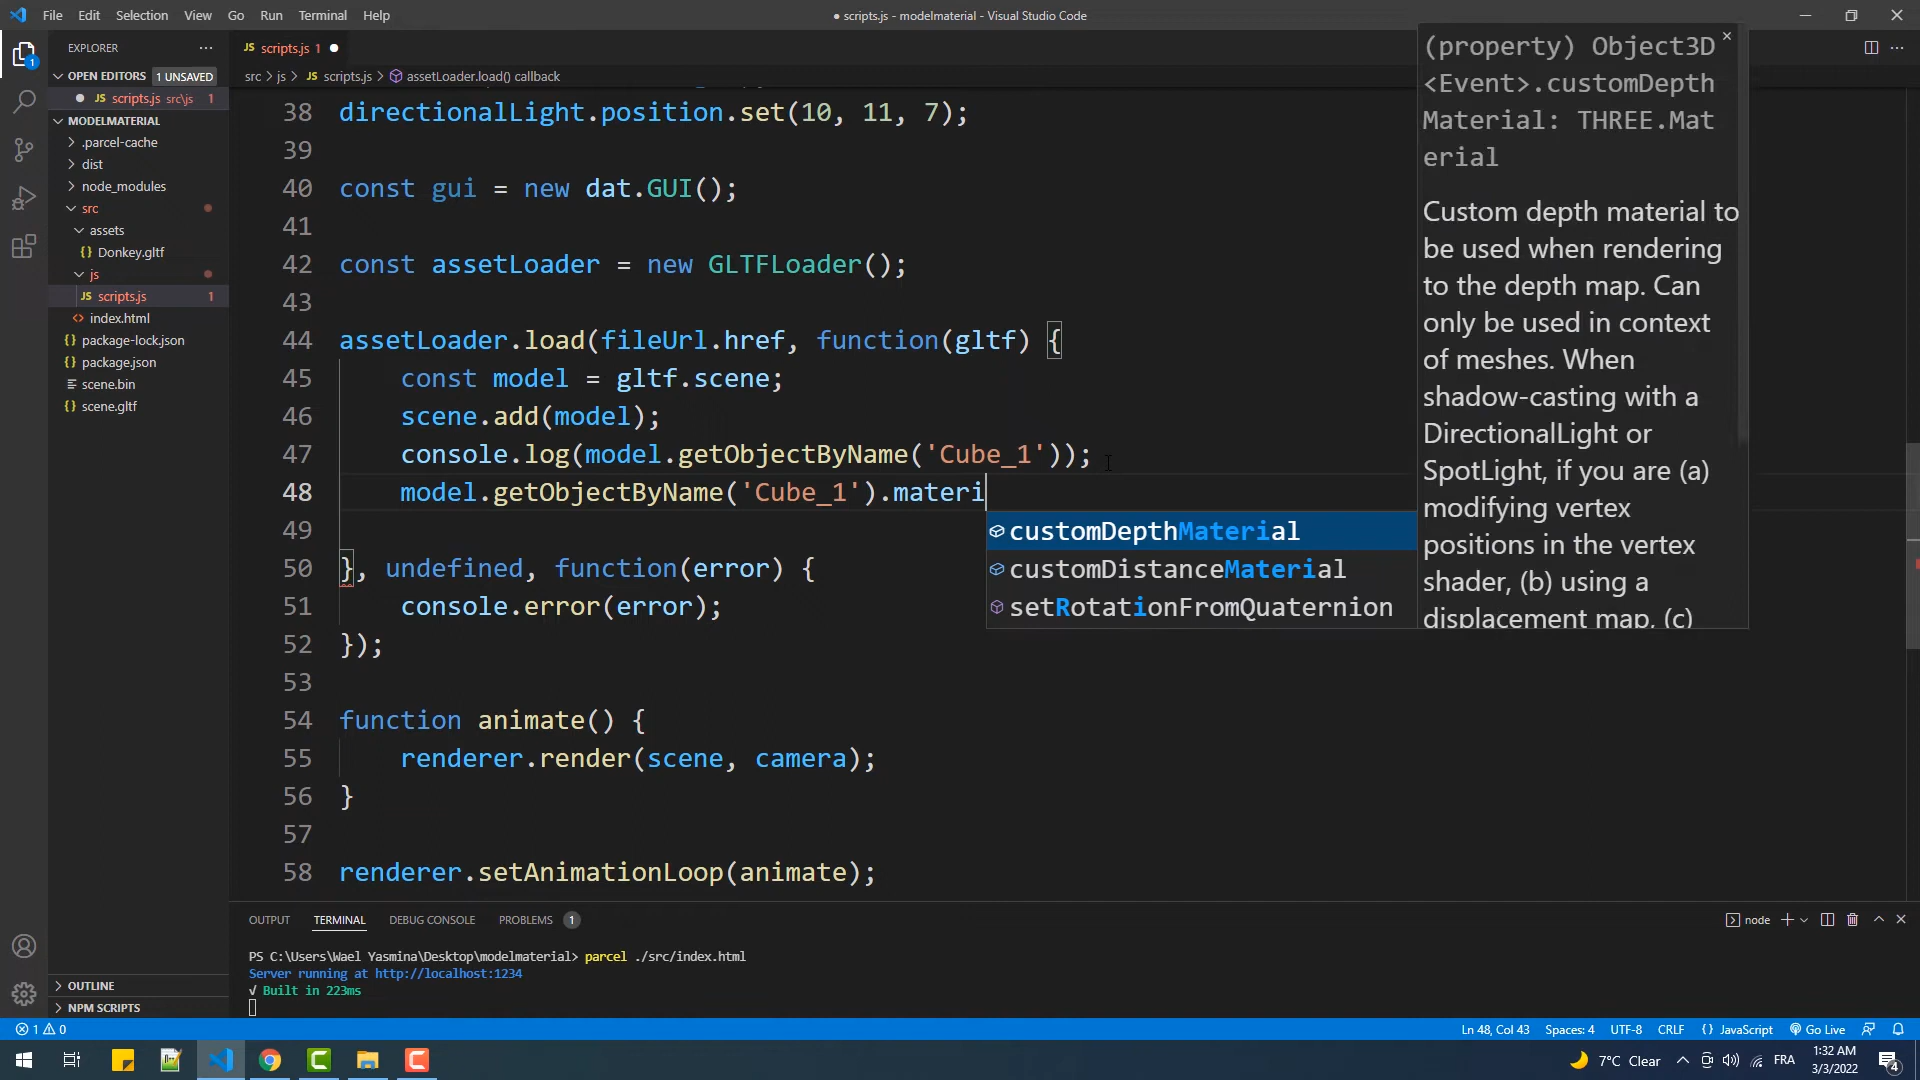 File Edit Selection View Go Run Terminal Help
● scripts.js - modelmaterial - Visual Studio Code
EXPLORER
OPEN EDITORS 1 UNSAVED
JS scripts.js src\js 1
MODELMATERIAL
.parcel-cache
dist
node_modules
src
assets
{} Donkey.gltf
js
JS scripts.js 1
<> index.html
{} package-lock.json
{} package.json
scene.bin
{} scene.gltf
OUTLINE
NPM SCRIPTS
JS scripts.js 1 ●
src > js > JS scripts.js > assetLoader.load() callback
38 directionalLight.position.set(10, 11, 7);
39
40 const gui = new dat.GUI();
41
42 const assetLoader = new GLTFLoader();
43
44 assetLoader.load(fileUrl.href, function(gltf) {
45 const model = gltf.scene;
46 scene.add(model);
47 console.log(model.getObjectByName('Cube_1'));
48 model.getObjectByName('Cube_1').materi
49
50 }, undefined, function(error) {
51 console.error(error);
52 });
53
54 function animate() {
55 renderer.render(scene, camera);
56 }
57
58 renderer.setAnimationLoop(animate);
customDepthMaterial
customDistanceMaterial
setRotationFromQuaternion
(property) Object3D
<Event>.customDepth
Material: THREE.Mat
erial
Custom depth material to
be used when rendering
to the depth map. Can
only be used in context
of meshes. When
shadow-casting with a
DirectionalLight or
SpotLight, if you are (a)
modifying vertex
positions in the vertex
shader, (b) using a
displacement map, (c)
OUTPUT TERMINAL DEBUG CONSOLE PROBLEMS 1
node
PS C:\Users\Wael Yasmina\Desktop\modelmaterial> parcel ./src/index.html
Server running at http://localhost:1234
√ Built in 223ms
1 0
Ln 48, Col 43 Spaces: 4 UTF-8 CRLF {} JavaScript Go Live
7°C Clear FRA 1:32 AM
3/3/2022
4